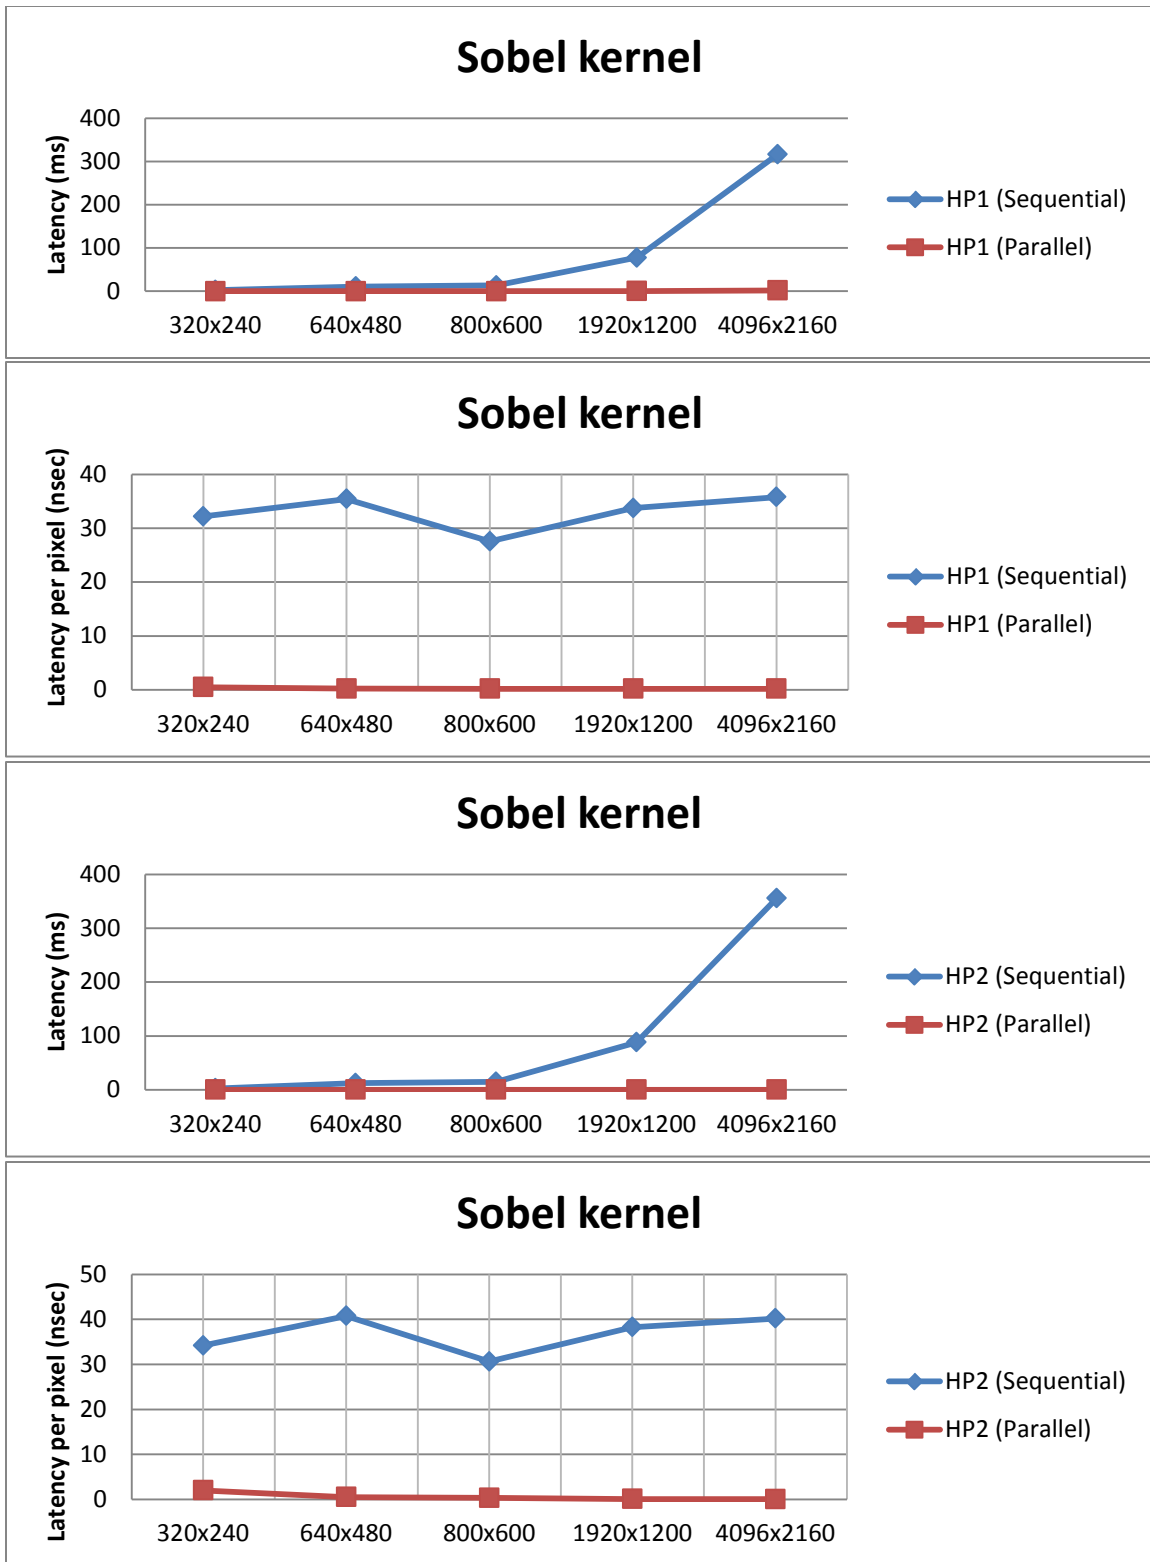 Sobel kernel
Latency (ms)
400
300
200
100
0
320x240 640x480 800x600 1920x1200 4096x2160
HP1 (Sequential)
HP1 (Parallel)
Sobel kernel
Latency per pixel (nsec)
40
30
20
10
0
320x240 640x480 800x600 1920x1200 4096x2160
HP1 (Sequential)
HP1 (Parallel)
Sobel kernel
Latency (ms)
400
300
200
100
0
320x240 640x480 800x600 1920x1200 4096x2160
HP2 (Sequential)
HP2 (Parallel)
Sobel kernel
Latency per pixel (nsec)
50
40
30
20
10
0
320x240 640x480 800x600 1920x1200 4096x2160
HP2 (Sequential)
HP2 (Parallel)